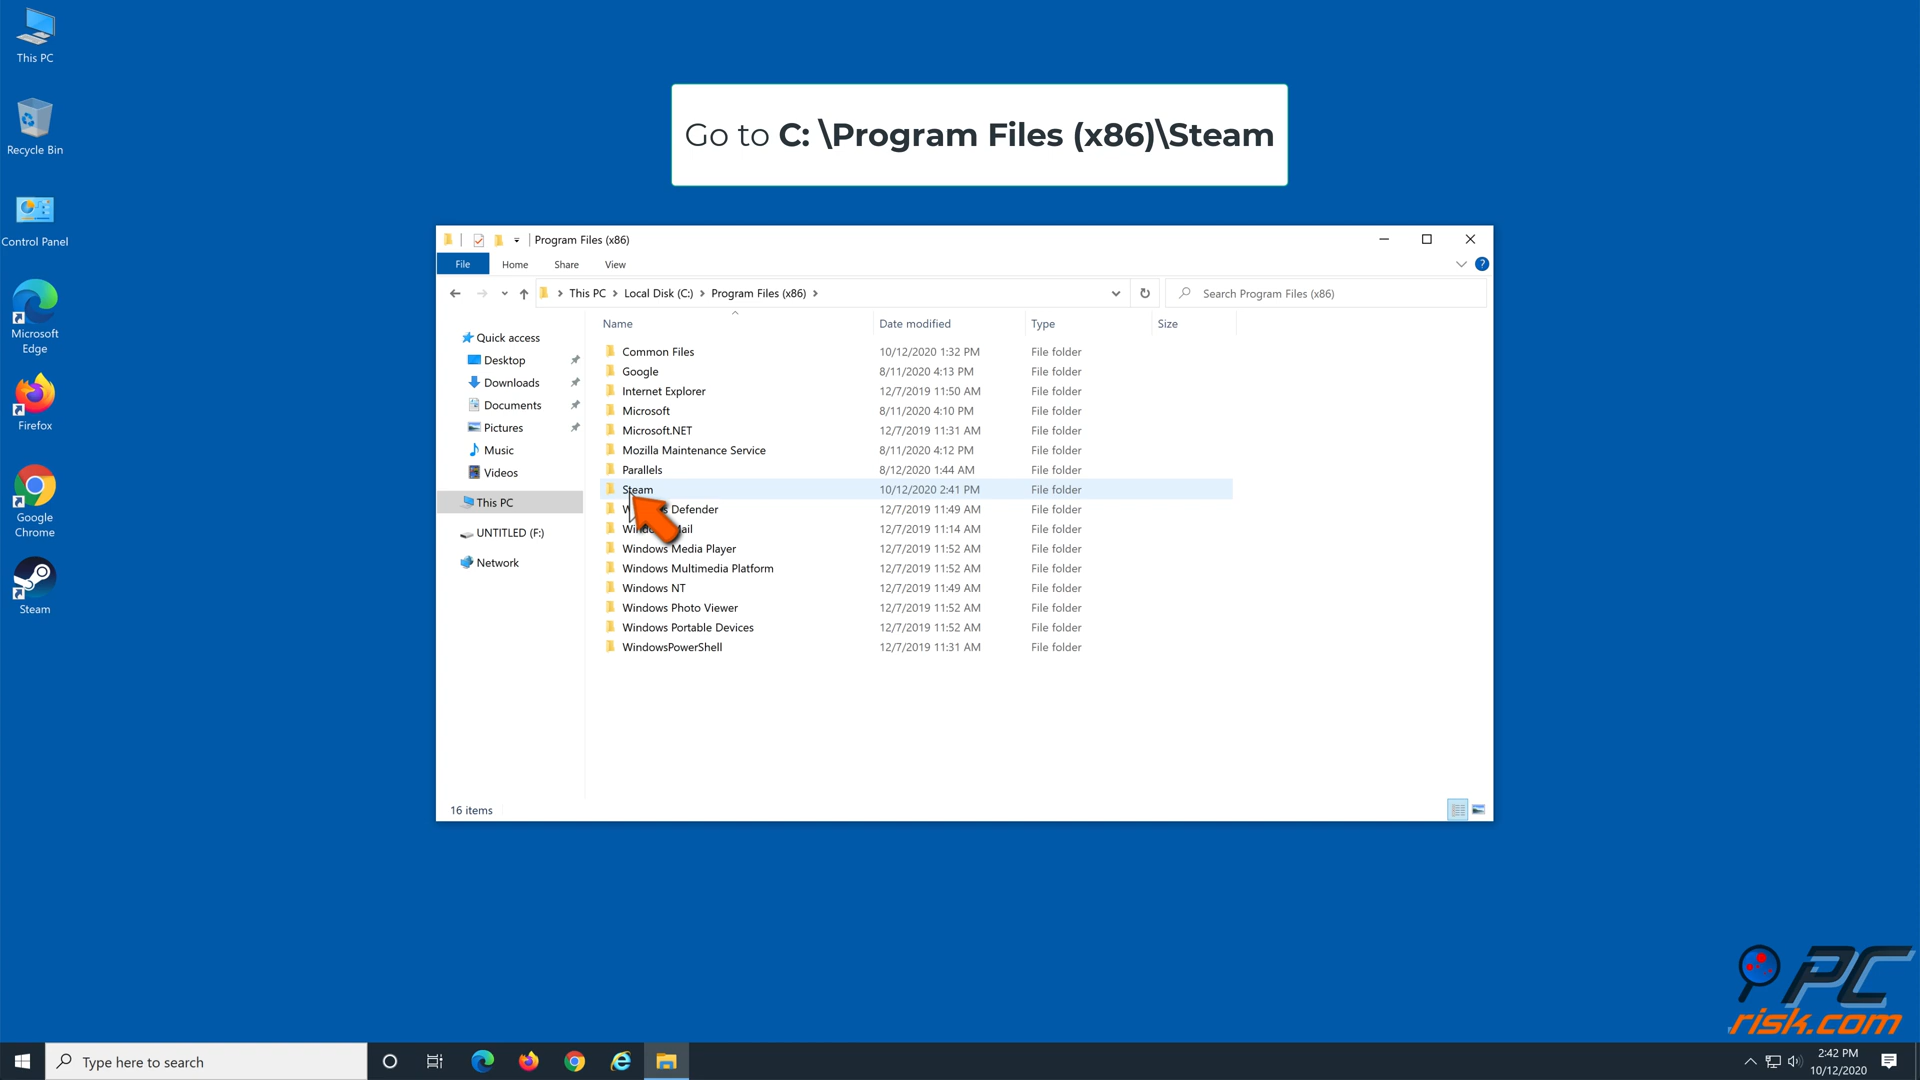 This PC
Recycle Bin
Control Panel
Microsoft
Edge
Firefox
Google
Chrome
Steam
Go to C: \Program Files (x86)\Steam
Program Files (x86)
File Home Share View
This PC Local Disk (C:) Program Files (x86)
Search Program Files (x86)
Quick access
Desktop
Downloads
Documents
Pictures
Music
Videos
This PC
UNTITLED (F:)
Network
Name Date modified Type Size
Common Files 10/12/2020 1:32 PM File folder
Google 8/11/2020 4:13 PM File folder
Internet Explorer 12/7/2019 11:50 AM File folder
Microsoft 8/11/2020 4:10 PM File folder
Microsoft.NET 12/7/2019 11:31 AM File folder
Mozilla Maintenance Service 8/11/2020 4:12 PM File folder
Parallels 8/12/2020 1:44 AM File folder
Steam 10/12/2020 2:41 PM File folder
Defender 12/7/2019 11:49 AM File folder
12/7/2019 11:14 AM File folder
Windows Media Player 12/7/2019 11:52 AM File folder
Windows Multimedia Platform 12/7/2019 11:52 AM File folder
Windows NT 12/7/2019 11:49 AM File folder
Windows Photo Viewer 12/7/2019 11:52 AM File folder
Windows Portable Devices 12/7/2019 11:52 AM File folder
WindowsPowerShell 12/7/2019 11:31 AM File folder
16 items
PC
risk.com
Type here to search
2:42 PM
10/12/2020